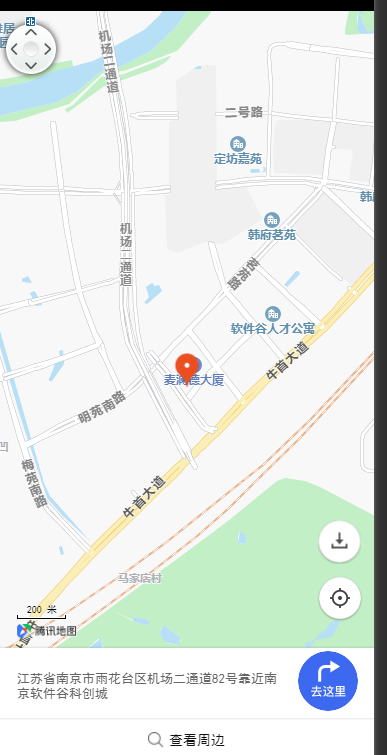 北
机场二通道
二号路
定坊嘉苑
韩府
韩府茗苑
机场二通道
茗苑路
软件谷人才公寓
牛首大道
麦澜德大厦
明苑南路
梅苑南路
牛首大道
马家店村
200 米
腾讯地图
江苏省南京市雨花台区机场二通道82号靠近南
京软件谷科创城
去这里
查看周边